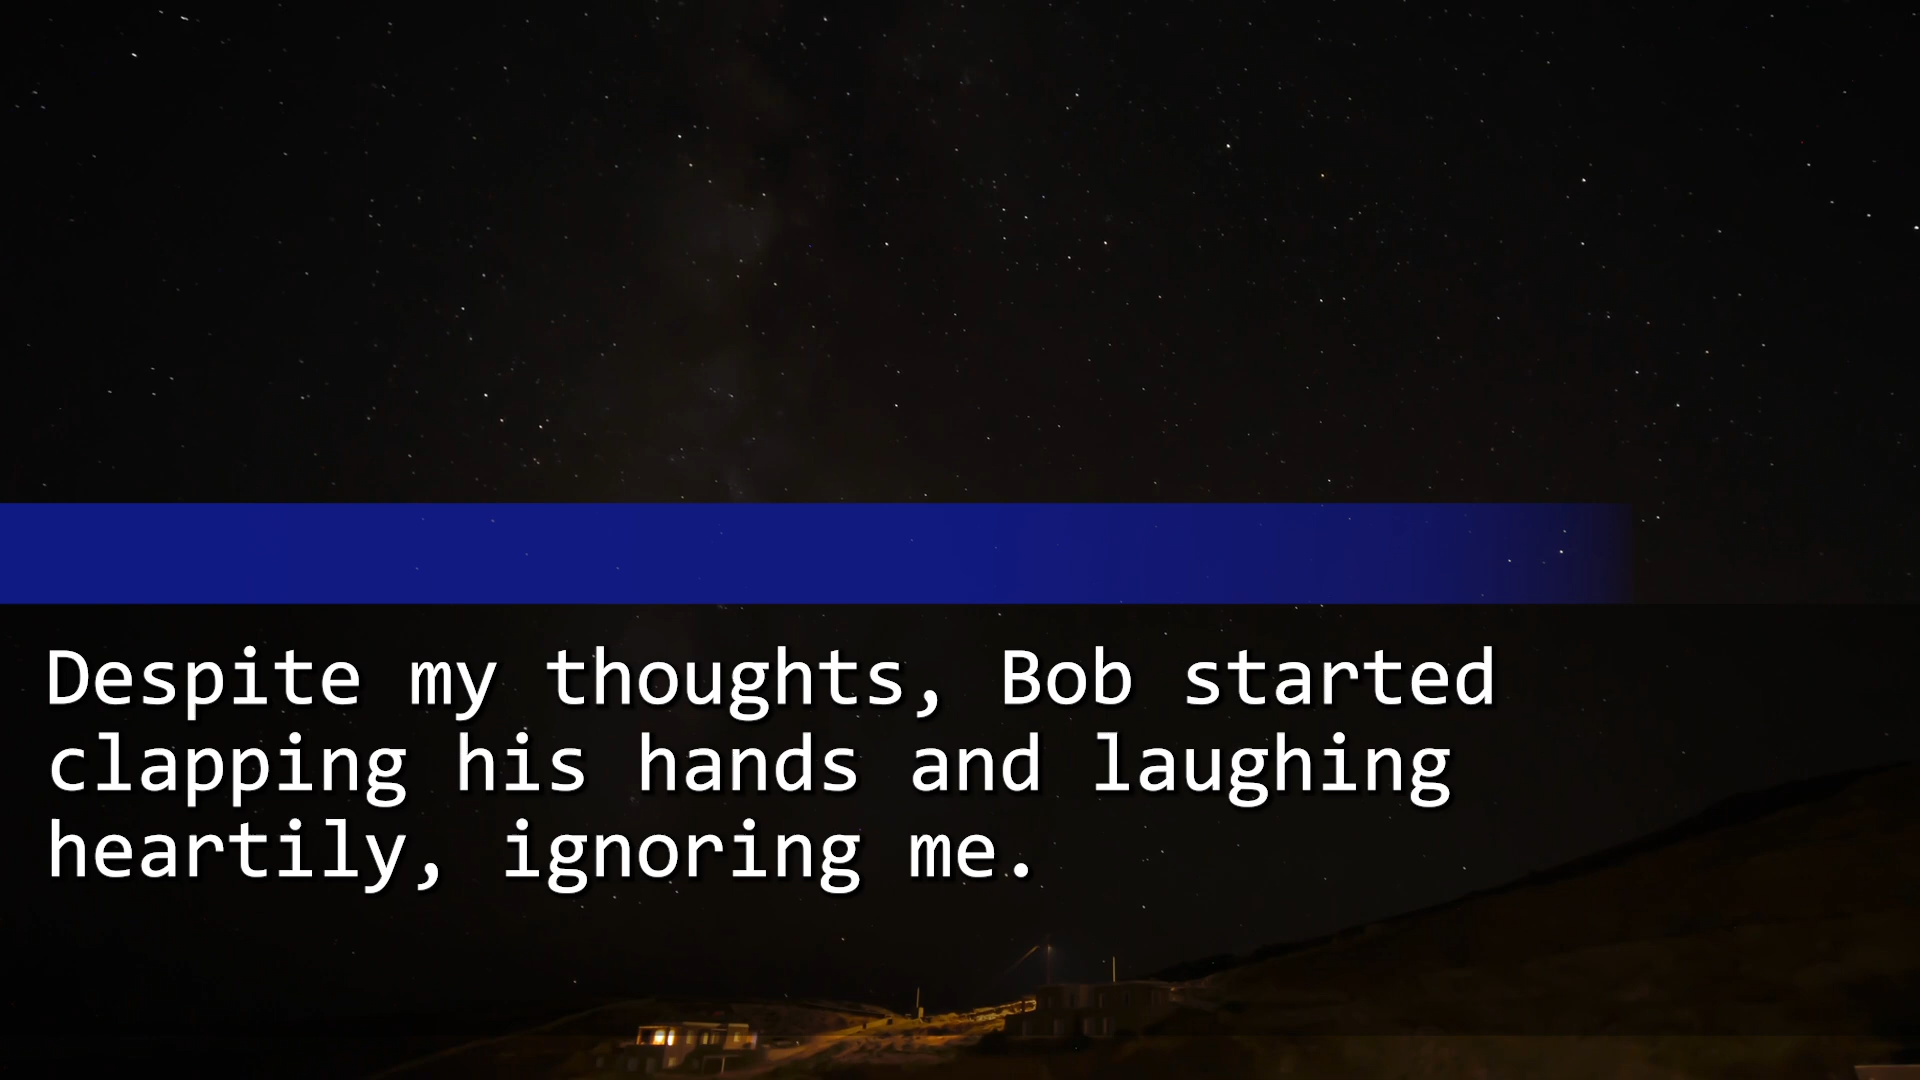 Despite my thoughts, Bob started
clapping his hands and laughing
heartily, ignoring me.